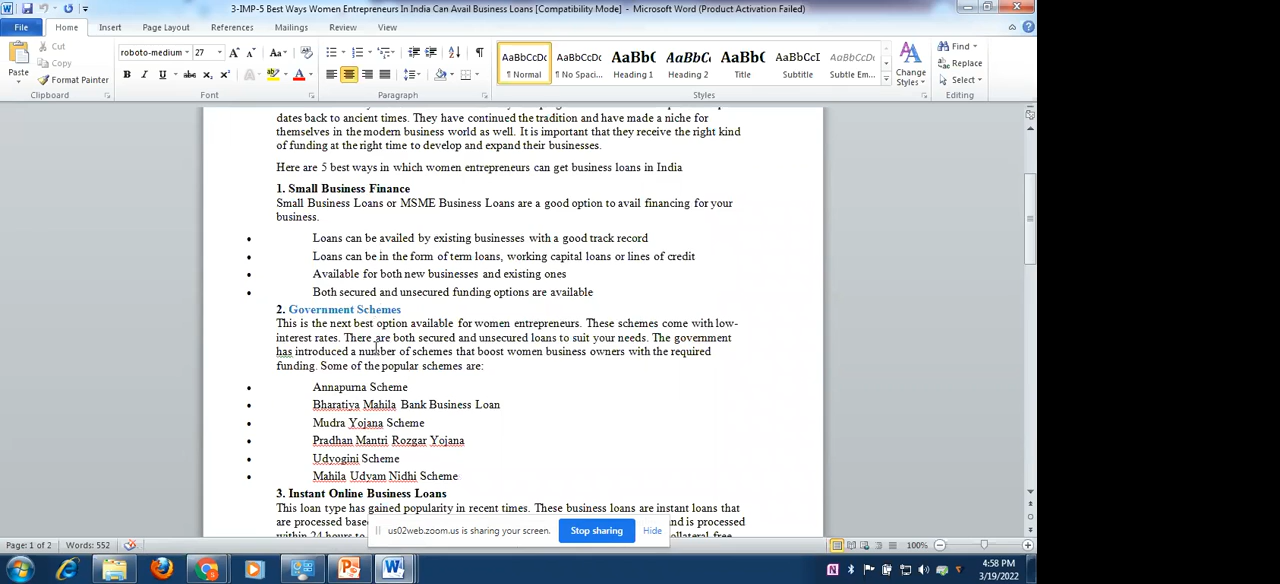 3-IMP-5 Best Ways Women Entrepreneurs In India Can Avail Business Loans [Compatibility Mode] - Microsoft Word (Product Activation Failed)
File Home Insert Page Layout References Mailings Review View
Cut
Copy
Format Painter
Paste
Clipboard
roboto-medium 27
Font
Paragraph
AaBbCcDc AaBbCcDc AaBbC AaBbCc AaBbC AaBbCcI AaBbCcDc
¶ Normal ¶ No Spaci... Heading 1 Heading 2 Title Subtitle Subtle Em...
Change
Styles
Styles
Find
Replace
Select
Editing
dates back to ancient times. They have continued the tradition and have made a niche for
themselves in the modern business world as well. It is important that they receive the right kind
of funding at the right time to develop and expand their businesses.
Here are 5 best ways in which women entrepreneurs can get business loans in India
1. Small Business Finance
Small Business Loans or MSME Business Loans are a good option to avail financing for your
business.
• Loans can be availed by existing businesses with a good track record
• Loans can be in the form of term loans, working capital loans or lines of credit
• Available for both new businesses and existing ones
• Both secured and unsecured funding options are available
2. Government Schemes
This is the next best option available for women entrepreneurs. These schemes come with low-
interest rates. There are both secured and unsecured loans to suit your needs. The government
has introduced a number of schemes that boost women business owners with the required
funding. Some of the popular schemes are:
• Annapurna Scheme
• Bharatiya Mahila Bank Business Loan
• Mudra Yojana Scheme
• Pradhan Mantri Rozgar Yojana
• Udyogini Scheme
• Mahila Udyam Nidhi Scheme
3. Instant Online Business Loans
This loan type has gained popularity in recent times. These business loans are instant loans that
are processed base
nd is processed
us02web.zoom.us is sharing your screen. Stop sharing Hide
Page: 1 of 2 Words: 552 100%
4:58 PM
3/19/2022